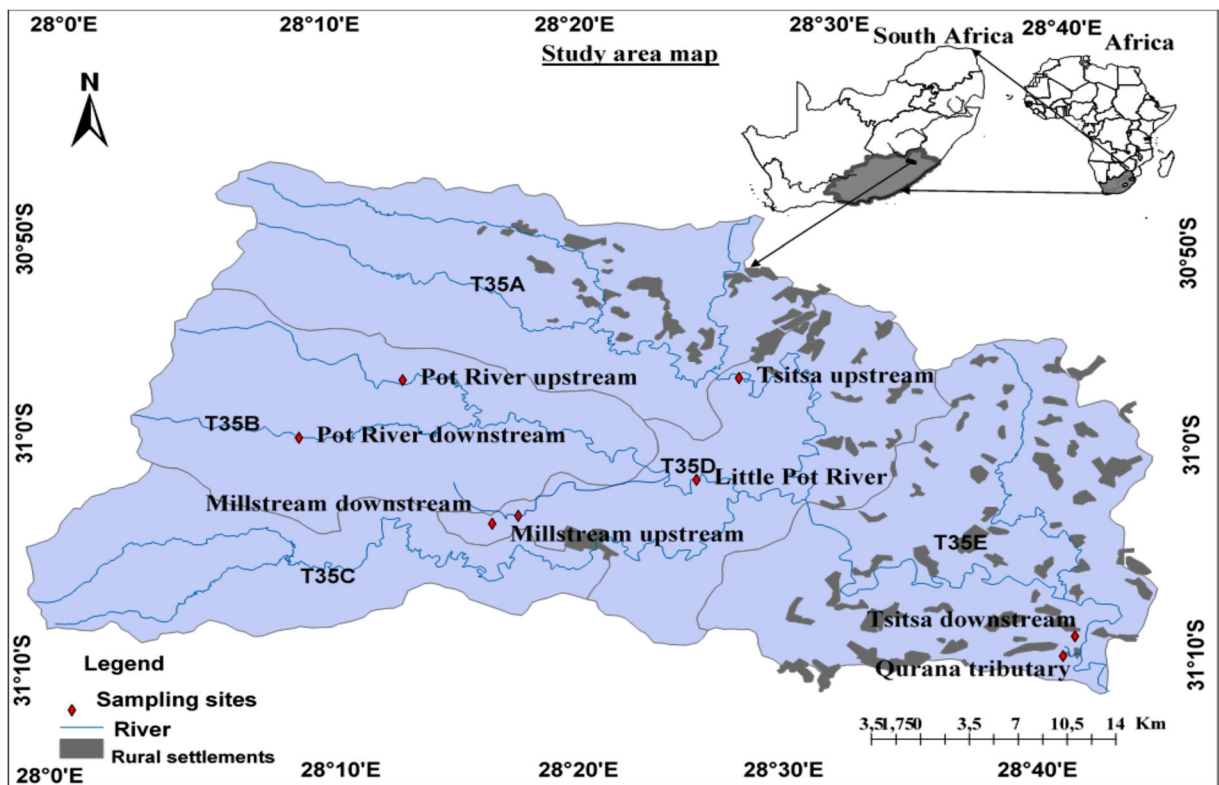 28°0'E 28°10'E 28°20'E 28°30'E 28°40'E
Study area map
South Africa
Africa
N
30°50'S
30°50'S
T35A
Pot River upstream
Tsitsa upstream
T35B
Pot River downstream
31°0'S
31°0'S
T35D
Little Pot River
Millstream downstream
Millstream upstream
T35E
T35C
Tsitsa downstream
Qurana tributary
31°10'S
31°10'S
Legend
Sampling sites
River
Rural settlements
3,51,750 3,5 7 10,5 14 Km
28°0'E 28°10'E 28°20'E 28°30'E 28°40'E